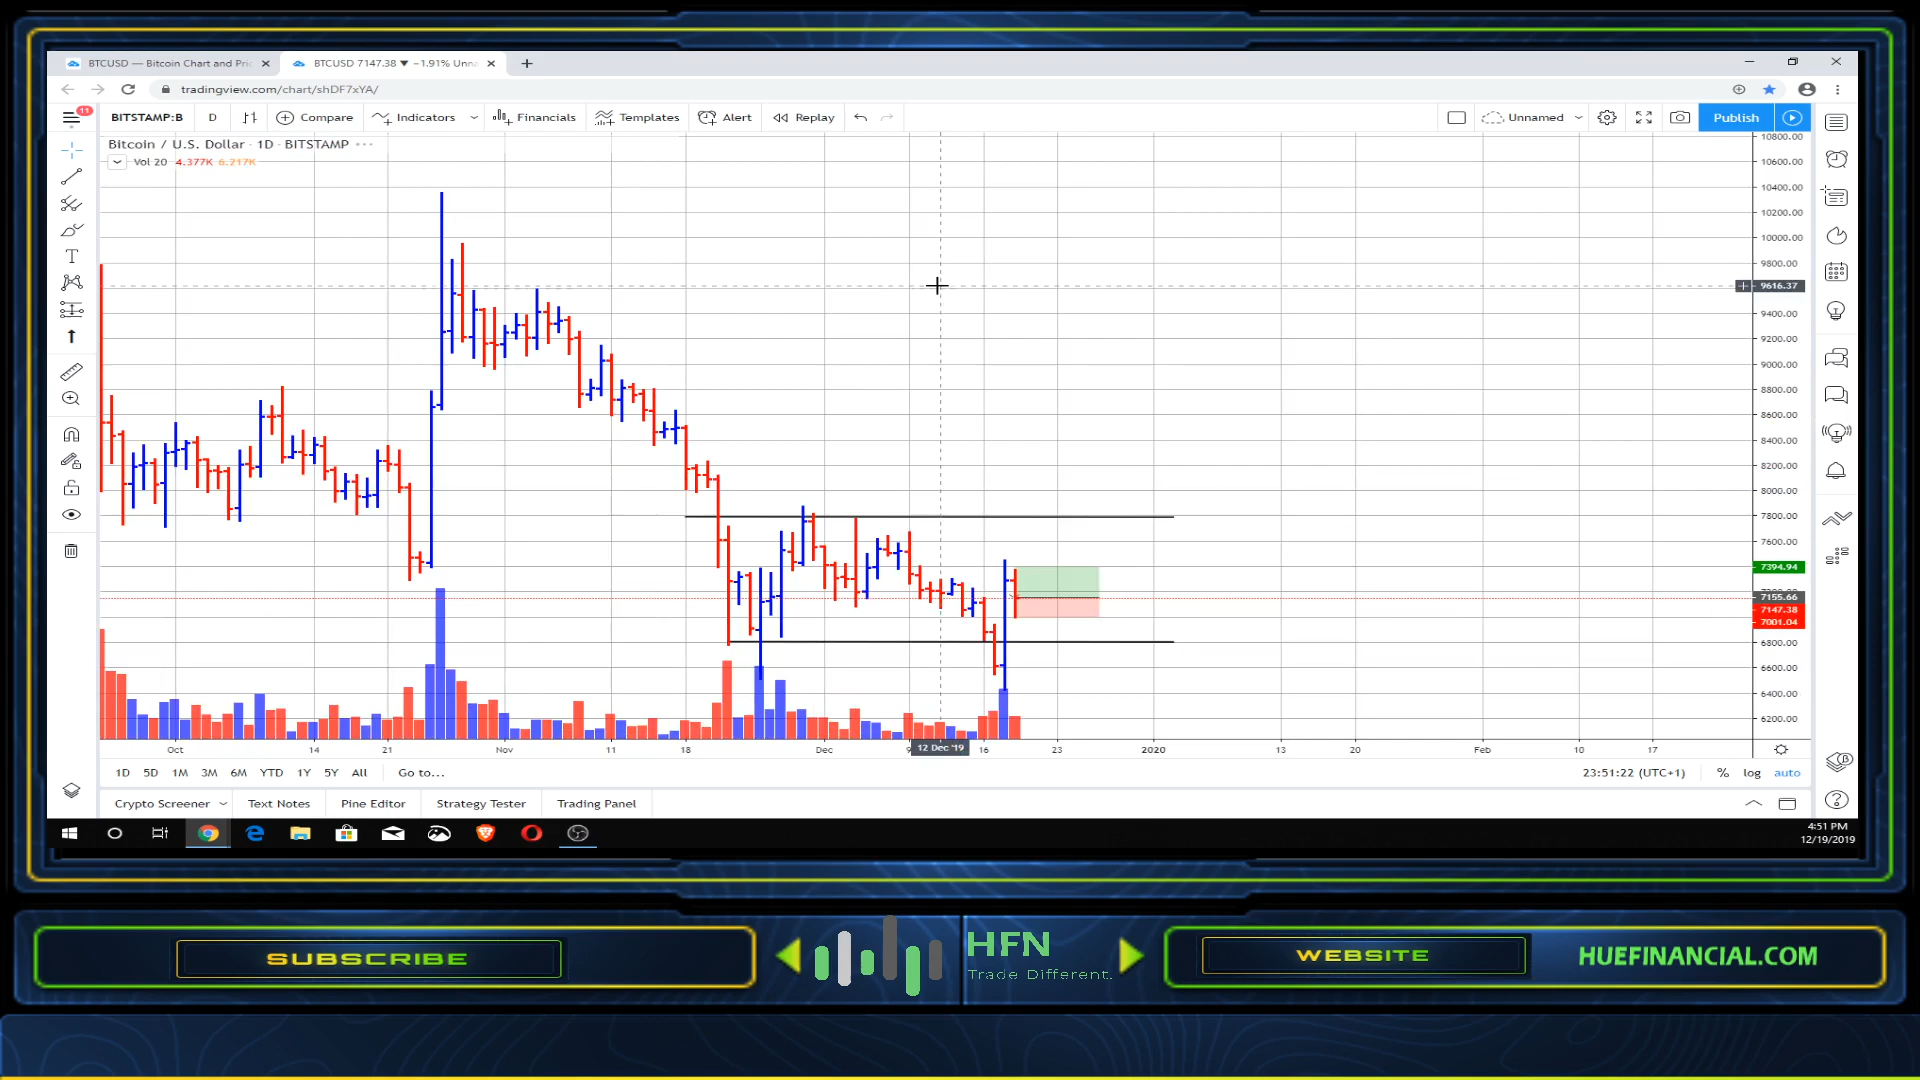 BTCUSD — Bitcoin Chart and Pric
BTCUSD 7147.38 ▼ −1.91% Unna
tradingview.com/chart/shDF7xYA/
11
BITSTAMP:B D Compare Indicators Financials Templates Alert Replay Unnamed Publish
Bitcoin / U.S. Dollar · 1D · BITSTAMP
Vol 20 4.377K 6.217K
10800.00
10600.00
10400.00
10200.00
10000.00
9800.00
9616.37
9400.00
9200.00
9000.00
8800.00
8600.00
8400.00
8200.00
8000.00
7800.00
7600.00
7394.94
7155.66
7147.38
7001.04
6800.00
6600.00
6400.00
6200.00
Oct 14 21 Nov 11 18 Dec 9 12 Dec '19 16 23 2020 13 20 Feb 10 17
1D 5D 1M 3M 6M YTD 1Y 5Y All Go to... 23:51:22 (UTC+1) % log auto
Crypto Screener Text Notes Pine Editor Strategy Tester Trading Panel
4:51 PM
12/19/2019
SUBSCRIBE
HFN
Trade Different.
WEBSITE
HUEFINANCIAL.COM